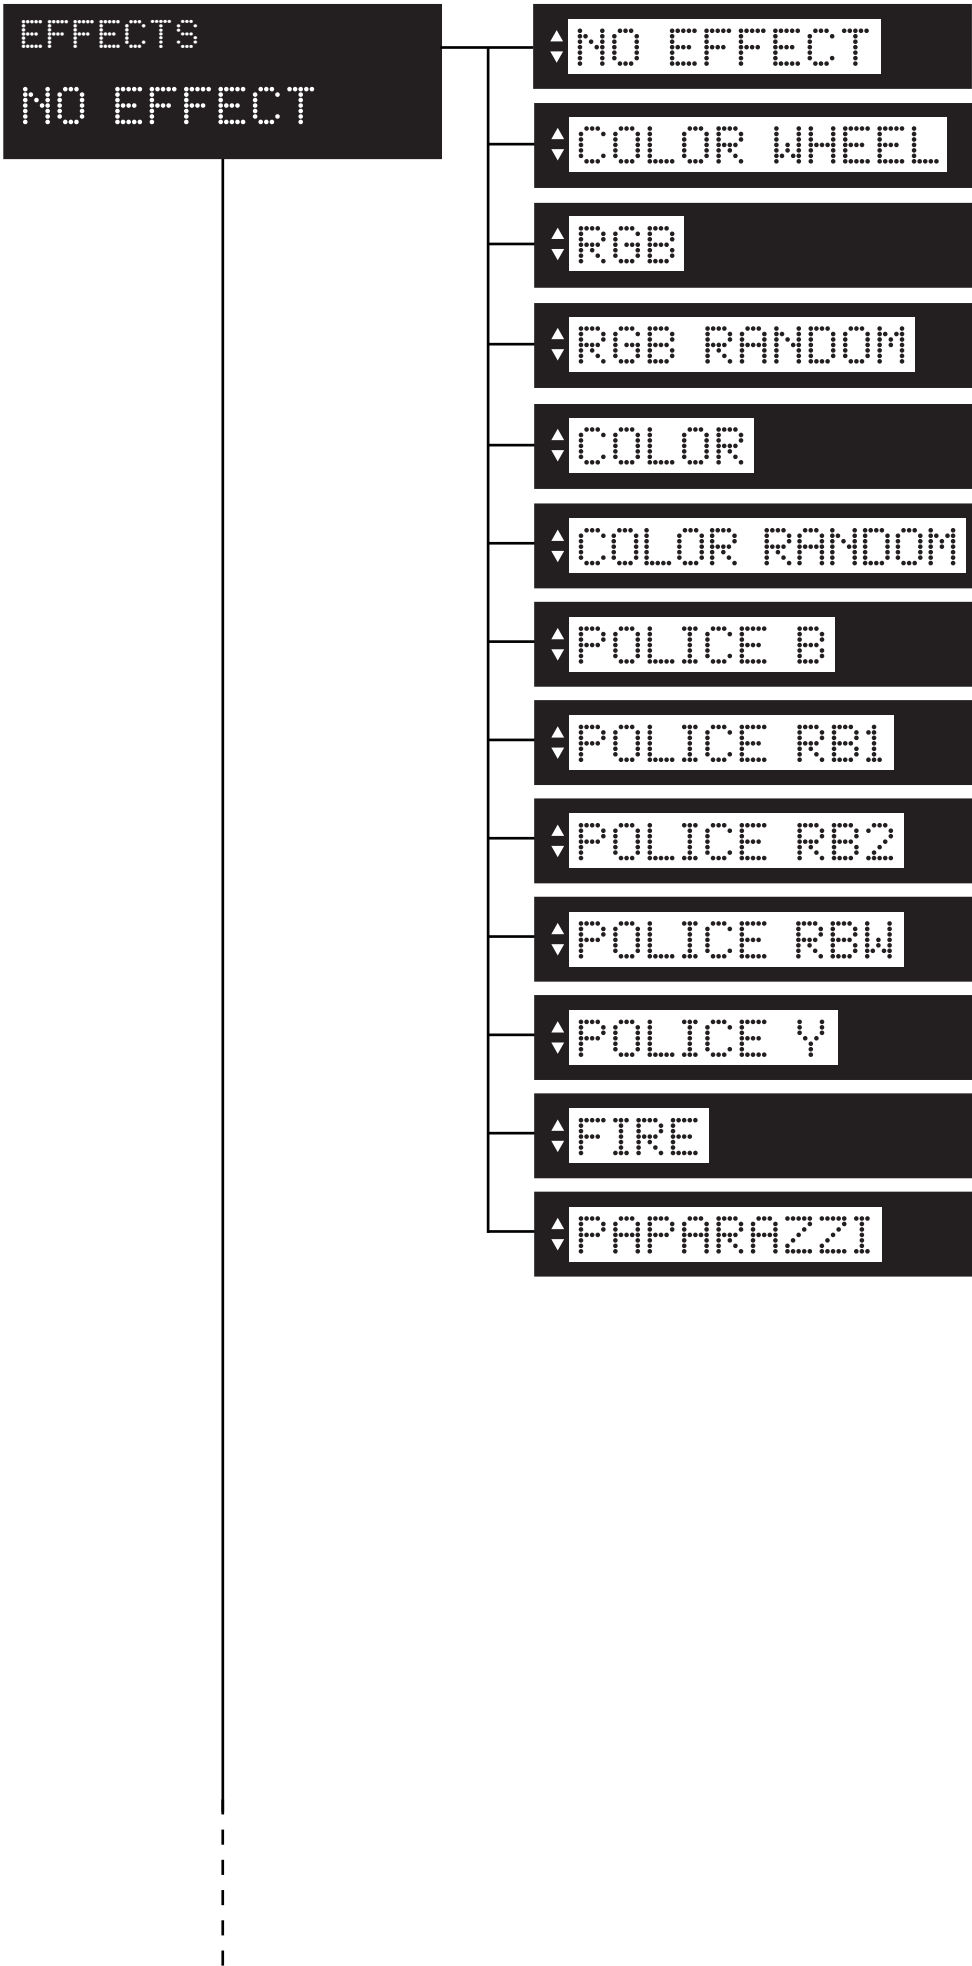 EFFECTS
NO EFFECT
NO EFFECT
COLOR WHEEL
RGB
RGB RANDOM
COLOR
COLOR RANDOM
POLICE B
POLICE RB1
POLICE RB2
POLICE RBW
POLICE Y
FIRE
PAPARAZZI